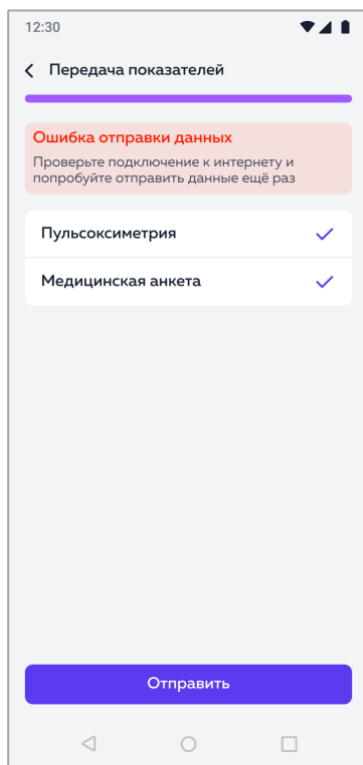 12:30
Передача показателей
Ошибка отправки данных
Проверьте подключение к интернету и
попробуйте отправить данные ещё раз
Пульсоксиметрия
Медицинская анкета
Отправить